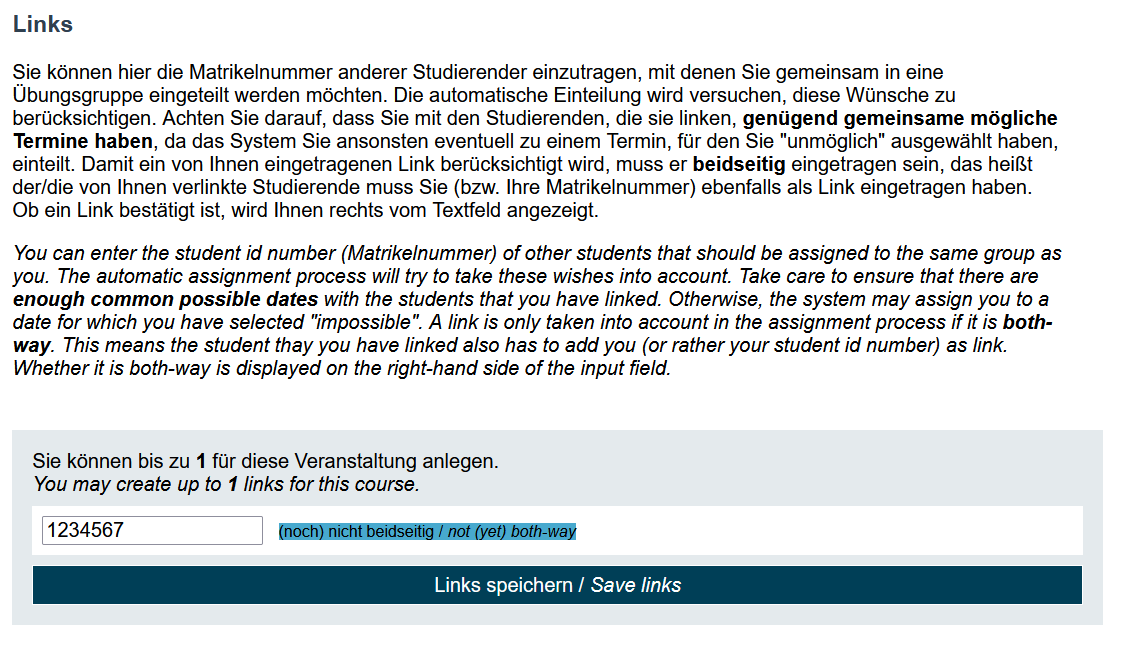 Links
Sie können hier die Matrikelnummer anderer Studierender einzutragen, mit denen Sie gemeinsam in eine
Übungsgruppe eingeteilt werden möchten. Die automatische Einteilung wird versuchen, diese Wünsche zu
berücksichtigen. Achten Sie darauf, dass Sie mit den Studierenden, die sie linken, genügend gemeinsame mögliche
Termine haben, da das System Sie ansonsten eventuell zu einem Termin, für den Sie "unmöglich" ausgewählt haben,
einteilt. Damit ein von Ihnen eingetragenen Link berücksichtigt wird, muss er beidseitig eingetragen sein, das heißt
der/die von Ihnen verlinkte Studierende muss Sie (bzw. Ihre Matrikelnummer) ebenfalls als Link eingetragen haben.
Ob ein Link bestätigt ist, wird Ihnen rechts vom Textfeld angezeigt.
You can enter the student id number (Matrikelnummer) of other students that should be assigned to the same group as
you. The automatic assignment process will try to take these wishes into account. Take care to ensure that there are
enough common possible dates with the students that you have linked. Otherwise, the system may assign you to a
date for which you have selected "impossible". A link is only taken into account in the assignment process if it is both-
way. This means the student thay you have linked also has to add you (or rather your student id number) as link.
Whether it is both-way is displayed on the right-hand side of the input field.
Sie können bis zu 1 für diese Veranstaltung anlegen.
You may create up to 1 links for this course.
1234567 (noch) nicht beidseitig / not (yet) both-way
Links speichern / Save links